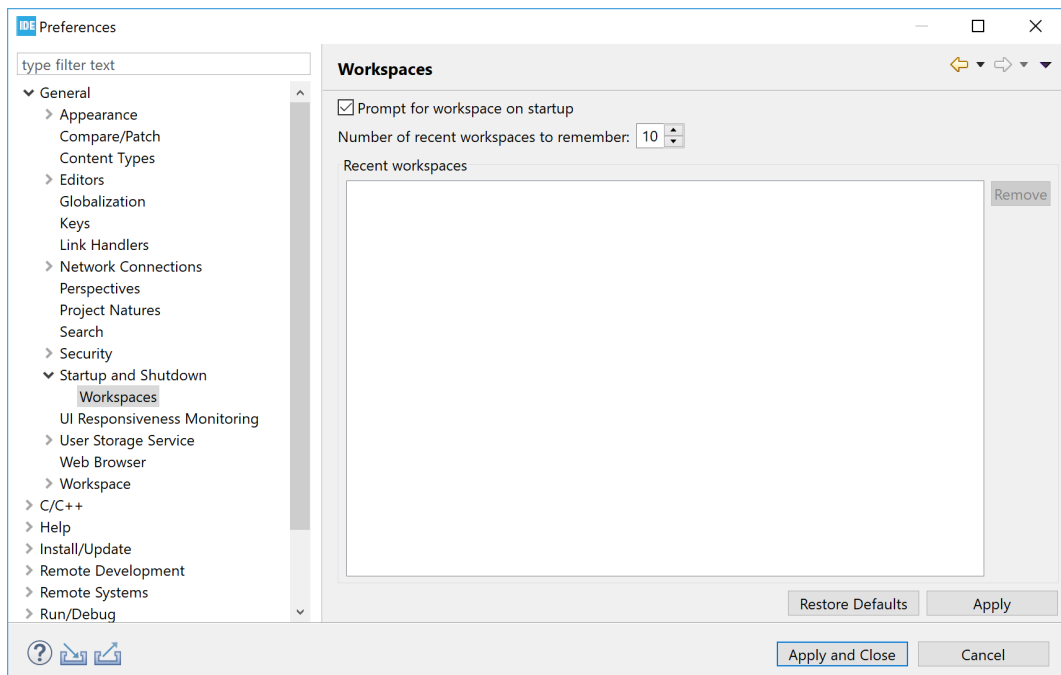 IDE Preferences
type filter text
General
Appearance
Compare/Patch
Content Types
Editors
Globalization
Keys
Link Handlers
Network Connections
Perspectives
Project Natures
Search
Security
Startup and Shutdown
Workspaces
UI Responsiveness Monitoring
User Storage Service
Web Browser
Workspace
C/C++
Help
Install/Update
Remote Development
Remote Systems
Run/Debug
Workspaces
Prompt for workspace on startup
Number of recent workspaces to remember: 10
Recent workspaces
Remove
Restore Defaults Apply
? Apply and Close Cancel